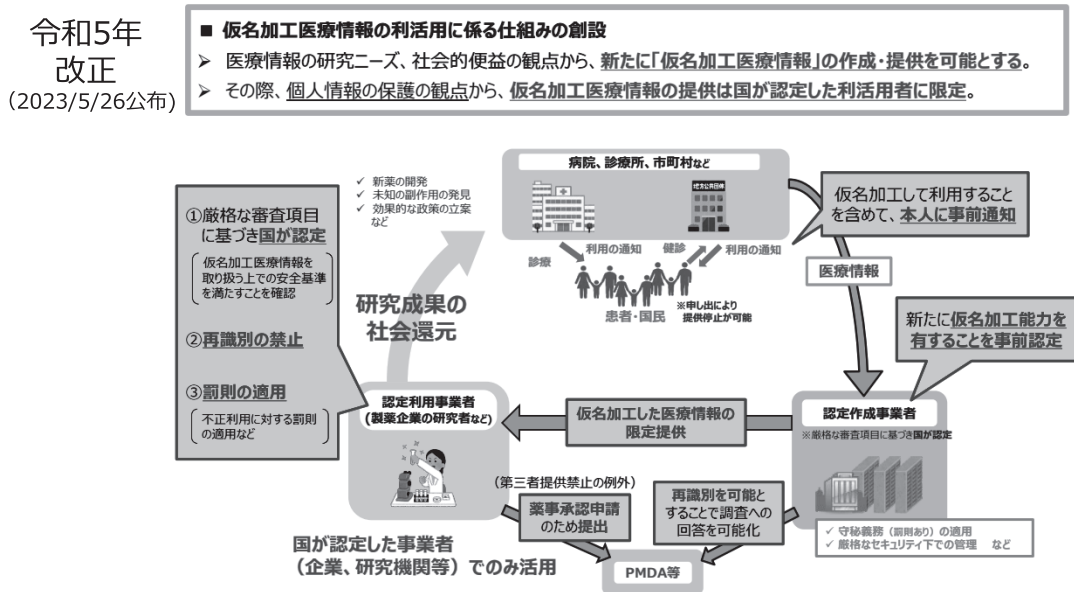 令和5年
改正
（2023/5/26公布）
■ 仮名加工医療情報の利活用に係る仕組みの創設
➢ 医療情報の研究ニーズ、社会的便益の観点から、新たに「仮名加工医療情報」の作成・提供を可能とする。
➢ その際、個人情報の保護の観点から、仮名加工医療情報の提供は国が認定した利活用者に限定。
病院、診療所、市町村など
地方公共団体
✓ 新薬の開発
✓ 未知の副作用の発見
✓ 効果的な政策の立案
など
診療
利用の通知
健診
利用の通知
患者・国民
※申し出により
提供停止が可能
仮名加工して利用すること
を含めて、本人に事前通知
医療情報
新たに仮名加工能力を
有することを事前認定
①厳格な審査項目
に基づき国が認定
仮名加工医療情報を
取り扱う上での安全基準
を満たすことを確認
②再識別の禁止
③罰則の適用
不正利用に対する罰則
の適用など
研究成果の
社会還元
認定利用事業者
(製薬企業の研究者など)
仮名加工した医療情報の
限定提供
認定作成事業者
※厳格な審査項目に基づき国が認定
✓ 守秘義務（罰則あり）の適用
✓ 厳格なセキュリティ下での管理 など
(第三者提供禁止の例外)
薬事承認申請
のため提出
再識別を可能と
することで調査への
回答を可能化
PMDA等
国が認定した事業者
（企業、研究機関等）でのみ活用